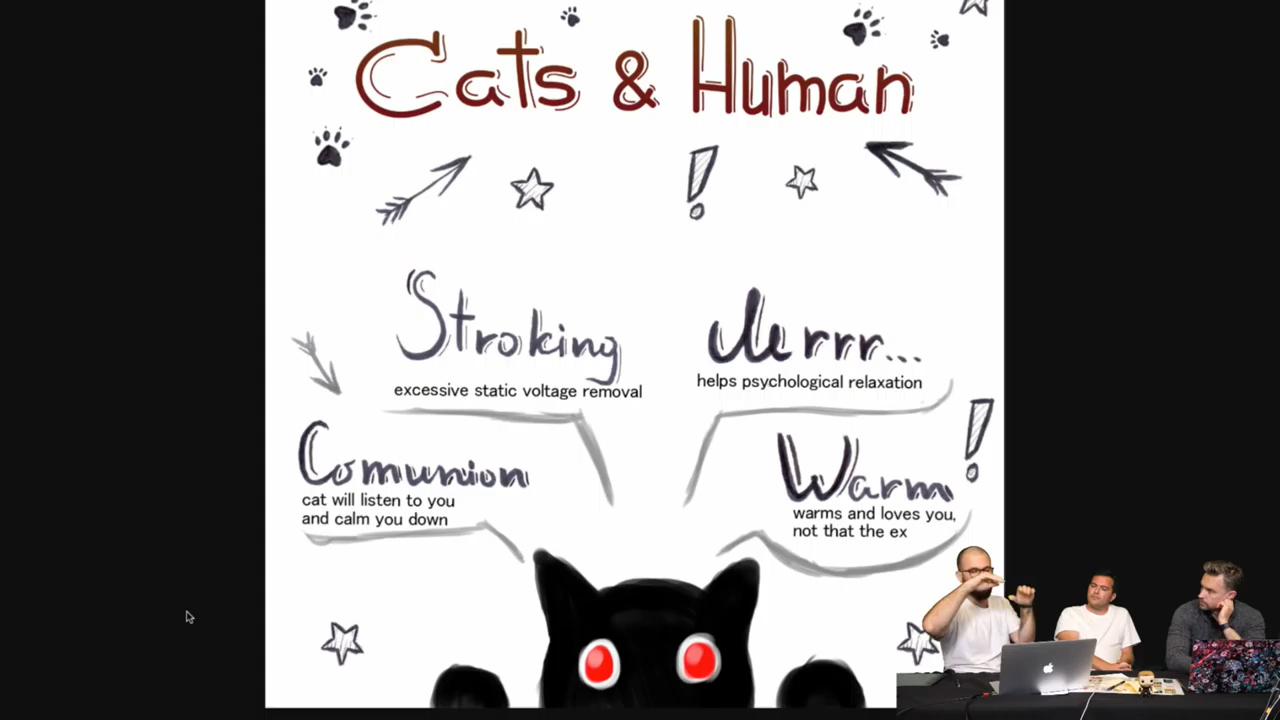 Cats & Human
Stroking
excessive static voltage removal
Merrr...
helps psychological relaxation
Comunion
cat will listen to you
and calm you down
Warm
warms and loves you,
not that the ex